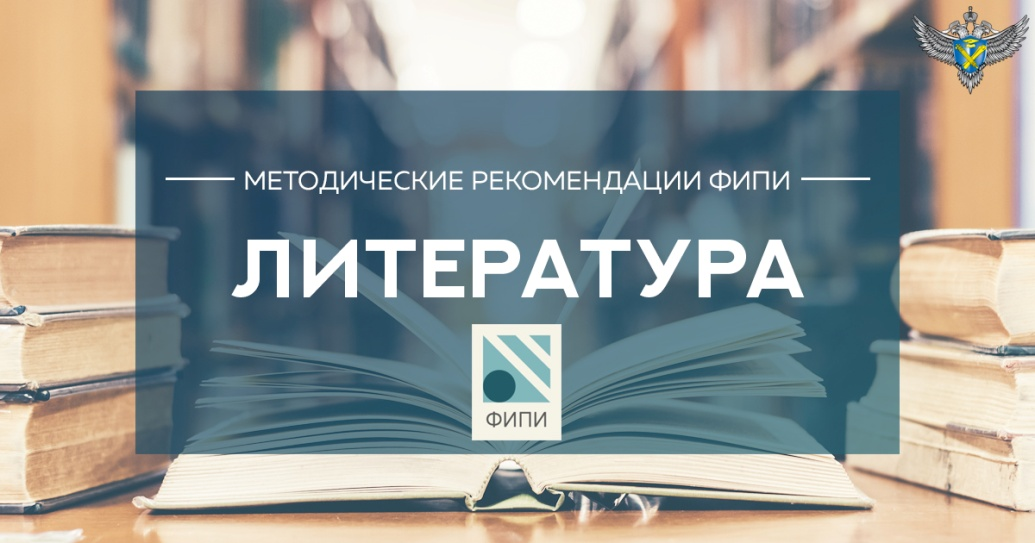 МЕТОДИЧЕСКИЕ РЕКОМЕНДАЦИИ ФИПИ
ЛИТЕРАТУРА
ФИПИ